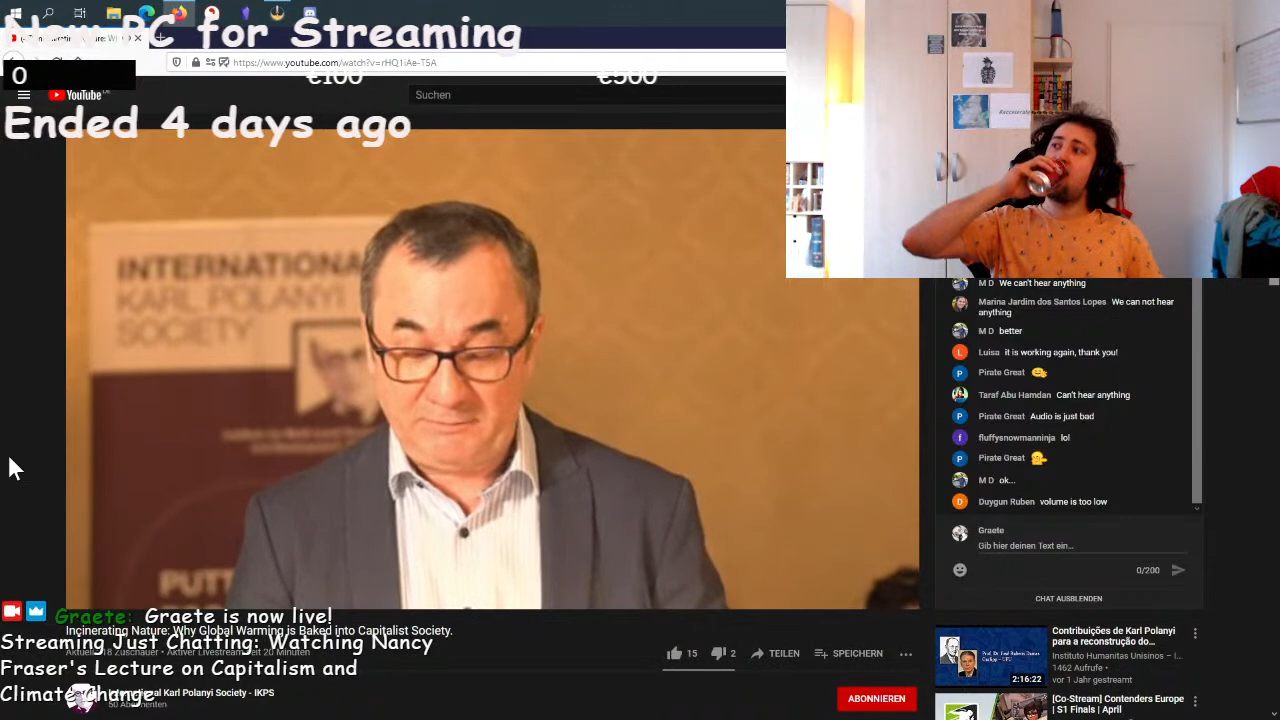 New PC for Streaming
https://www.youtube.com/watch?v=rHQ1iAe-T5A
0
€100
€500
YouTube
Suchen
Ended 4 days ago
INTERNATIONAL
KARL POLANYI
SOCIETY
#accelerate
M D We can't hear anything
Marina Jardim dos Santos Lopes We can not hear
anything
M D better
Luisa it is working again, thank you!
Pirate Great
Taraf Abu Hamdan Can't hear anything
Pirate Great Audio is just bad
fluffysnowmanninja lol
Pirate Great
M D ok...
Duygun Ruben volume is too low
Graete
Gib hier deinen Text ein...
0/200
CHAT AUSBLENDEN
Graete: Graete is now live!
Streaming Just Chatting: Watching Nancy
Fraser's Lecture on Capitalism and
Climate Change
Incinerating Nature: Why Global Warming is Baked into Capitalist Society.
15
2
TEILEN
SPEICHERN
International Karl Polanyi Society - IKPS
50 Abonnenten
ABONNIEREN
Contribuições de Karl Polanyi
para a reconstrução do...
Instituto Humanitas Unisinos – I...
1462 Aufrufe •
vor 1 Jahr gestreamt
2:16:22
[Co-Stream] Contenders Europe
| S1 Finals | April